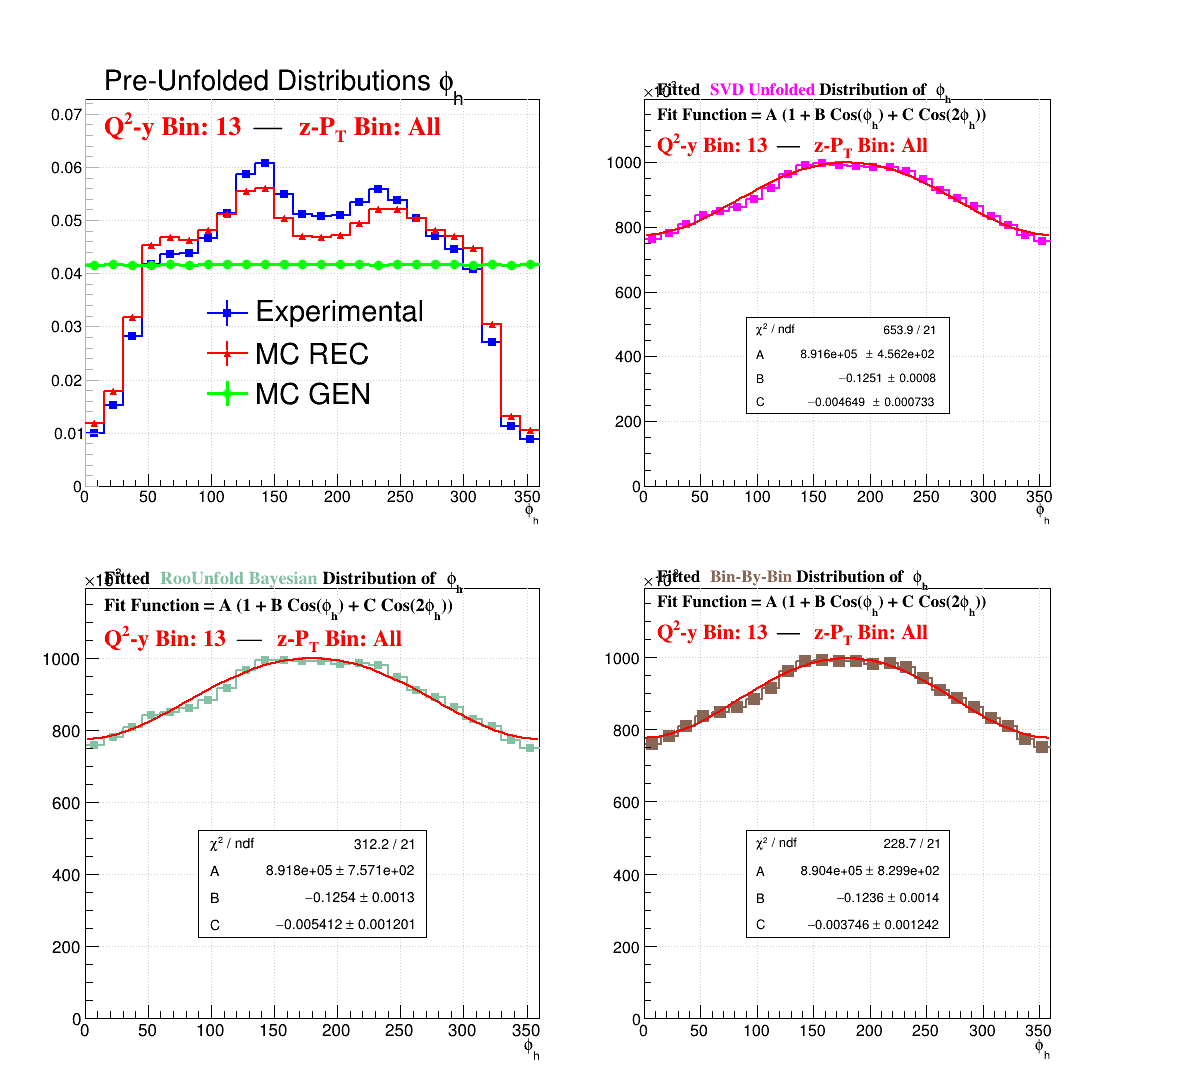 Pre-Unfolded Distributions ϕh
Q²-y Bin: 13 — z-PT Bin: All
0.07
0.06
0.05
0.04
0.03
0.02
0.01
0
Experimental
MC REC
MC GEN
0 50 100 150 200 250 300 350
ϕh
Fitted SVD Unfolded Distribution of ϕh
Fit Function = A (1 + B Cos(ϕh) + C Cos(2ϕh))
Q²-y Bin: 13 — z-PT Bin: All
1000
800
600
400
200
0
χ² / ndf 653.9 / 21
A 8.916e+05 ± 4.562e+02
B −0.1251 ± 0.0008
C −0.004649 ± 0.000733
0 50 100 150 200 250 300 350
ϕh
Fitted RooUnfold Bayesian Distribution of ϕh
Fit Function = A (1 + B Cos(ϕh) + C Cos(2ϕh))
Q²-y Bin: 13 — z-PT Bin: All
1000
800
600
400
200
0
χ² / ndf 312.2 / 21
A 8.918e+05 ± 7.571e+02
B −0.1254 ± 0.0013
C −0.005412 ± 0.001201
0 50 100 150 200 250 300 350
ϕh
Fitted Bin-By-Bin Distribution of ϕh
Fit Function = A (1 + B Cos(ϕh) + C Cos(2ϕh))
Q²-y Bin: 13 — z-PT Bin: All
1000
800
600
400
200
0
χ² / ndf 228.7 / 21
A 8.904e+05 ± 8.299e+02
B −0.1236 ± 0.0014
C −0.003746 ± 0.001242
0 50 100 150 200 250 300 350
ϕh